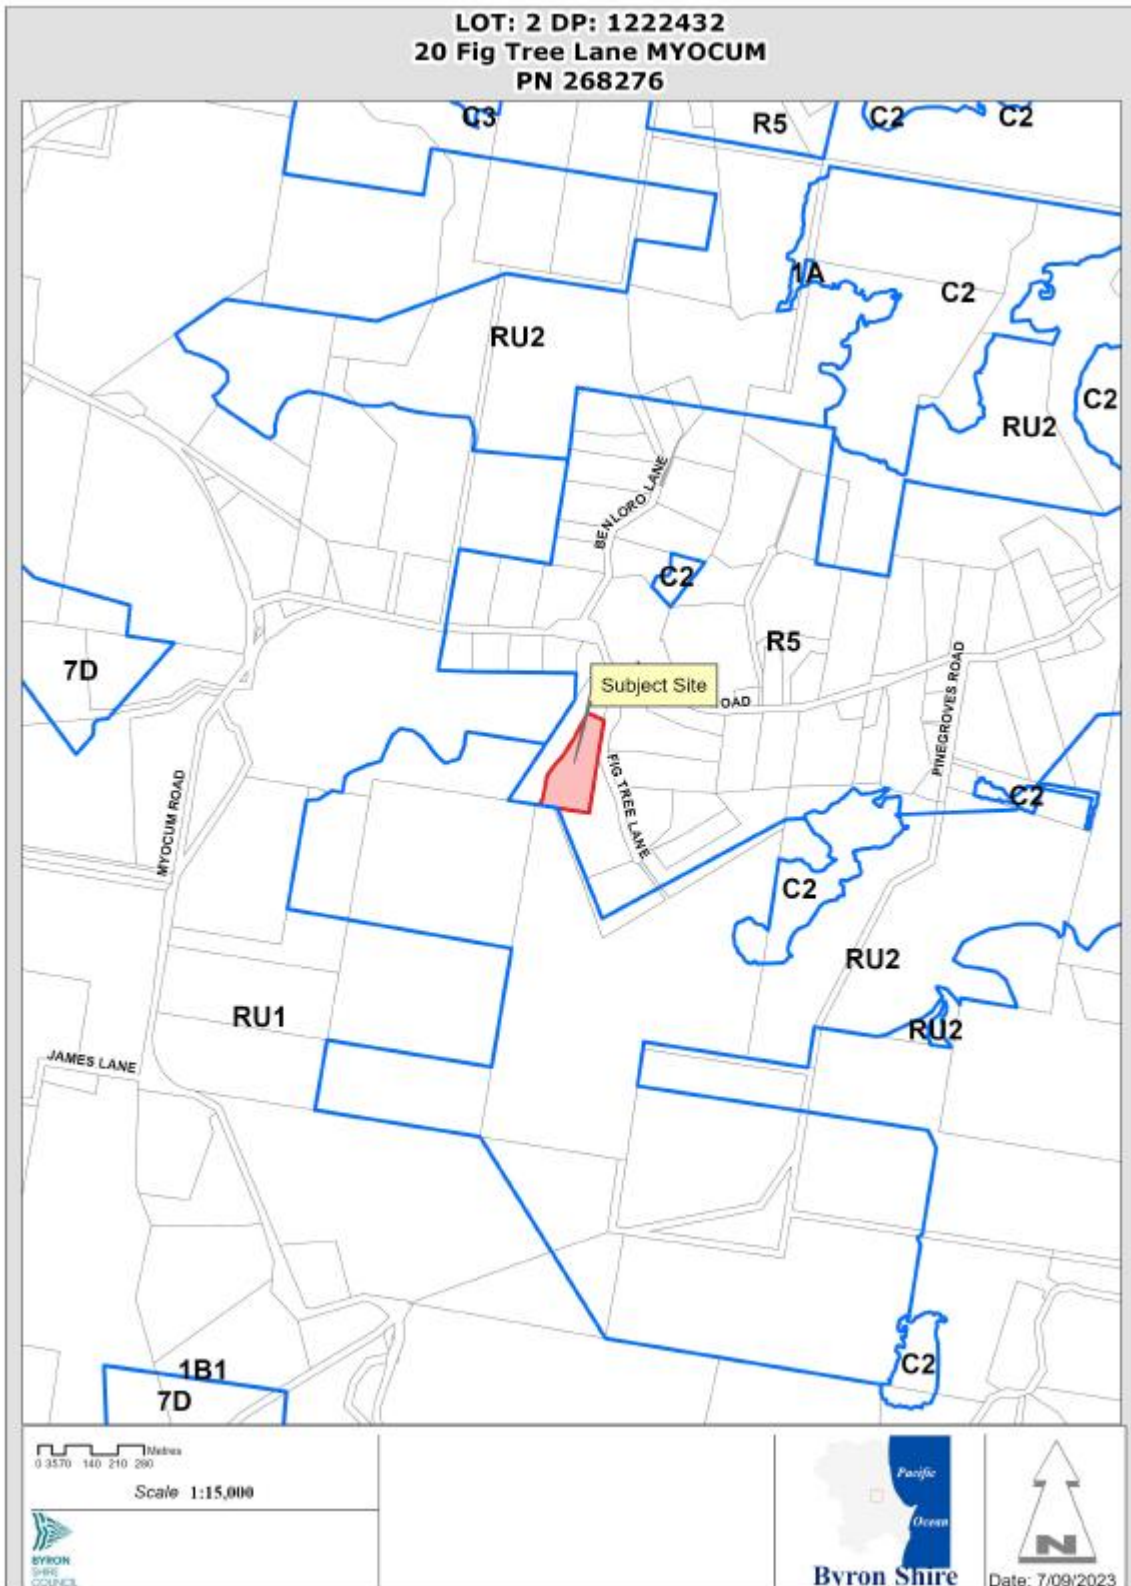 LOT: 2 DP: 1222432
20 Fig Tree Lane MYOCUM
PN 268276
C3
R5
C2
C2
1A
C2
RU2
C2
RU2
BENLORO LANE
C2
R5
7D
Subject Site
OAD
PINEGROVES ROAD
FIG TREE LANE
MYOCUM ROAD
C2
C2
RU2
RU1
RU2
JAMES LANE
C2
1B1
7D
Metres
0 3570 140 210 280
Scale 1:15,000
BYRON
SHIRE
COUNCIL
Pacific
Ocean
Byron Shire
N
Date: 7/09/2023